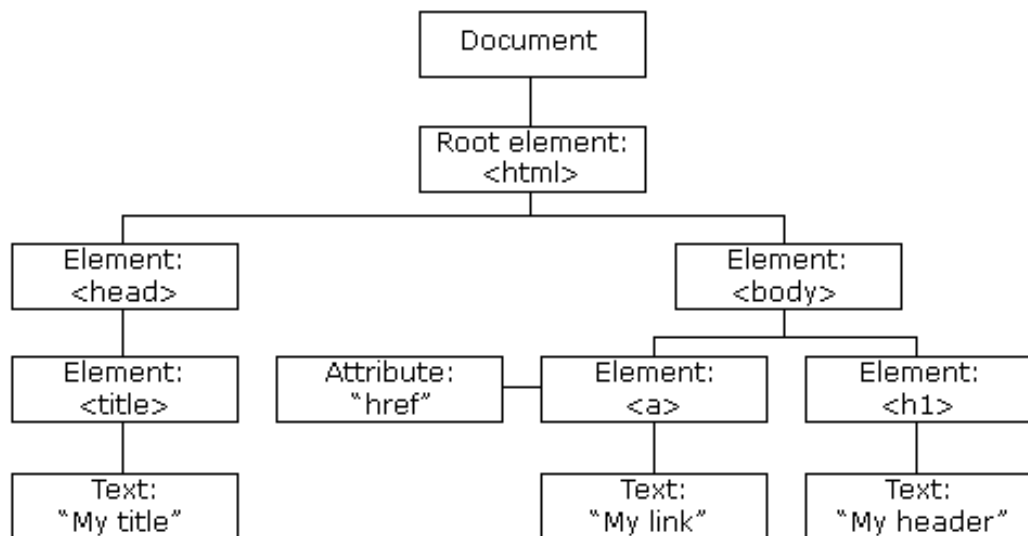 Document
Root element:
<html>
Element:
<head>
Element:
<body>
Element:
<title>
Attribute:
“href”
Element:
<a>
Element:
<h1>
Text:
“My title”
Text:
“My link”
Text:
“My header”